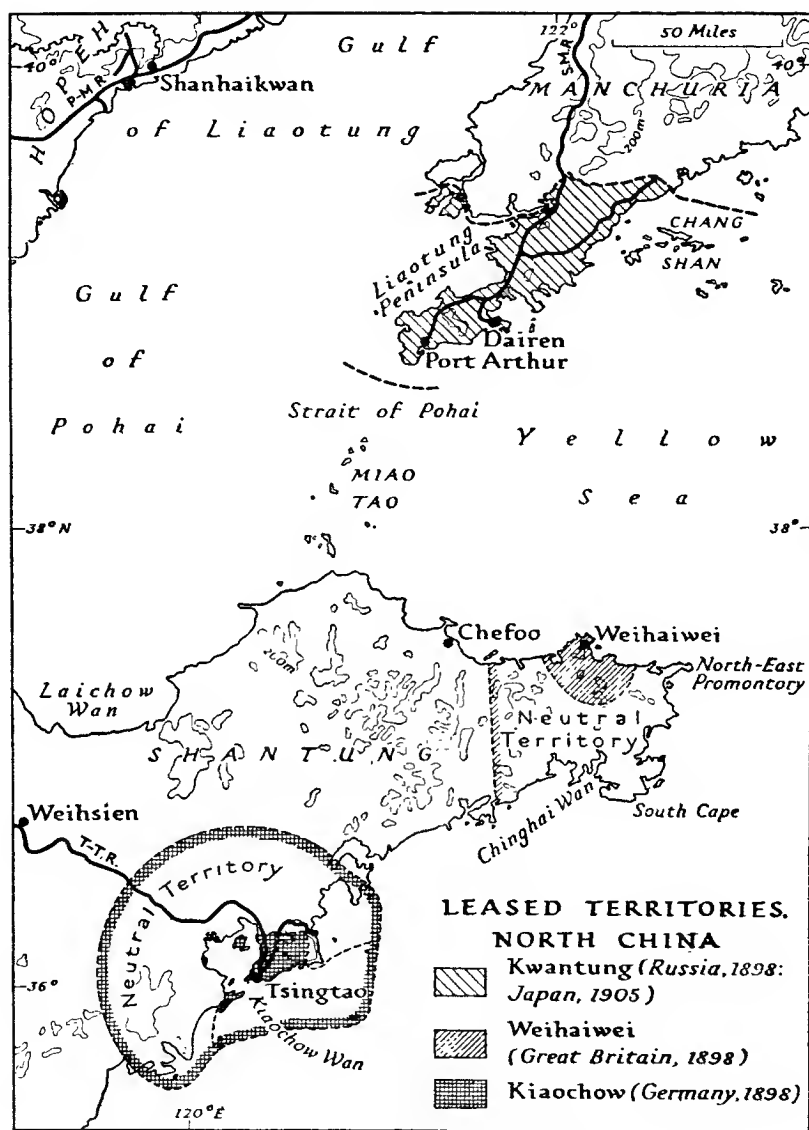 Gulf
of Liaotung
122°
50 Miles
40°
40°
HOPEH
P-M.R.
Shanhaikwan
S.M.R.
MANCHURIA
200m
CHANG
SHAN
Liaotung
Peninsula
Gulf
of
Pohai
Dairen
Port Arthur
Strait of Pohai
Yellow
Sea
MIAO
TAO
38°N
38°
Chefoo
Weihaiwei
North-East
Promontory
200m
Laichow
Wan
Neutral
Territory
SHANTUNG
South Cape
Chinghai Wan
Weihsien
T-T.R.
Neutral Territory
Tsingtao
Kiaochow Wan
36°
120°E
LEASED TERRITORIES.
NORTH CHINA
Kwantung (Russia, 1898:
Japan, 1905)
Weihaiwei
(Great Britain, 1898)
Kiaochow (Germany, 1898)